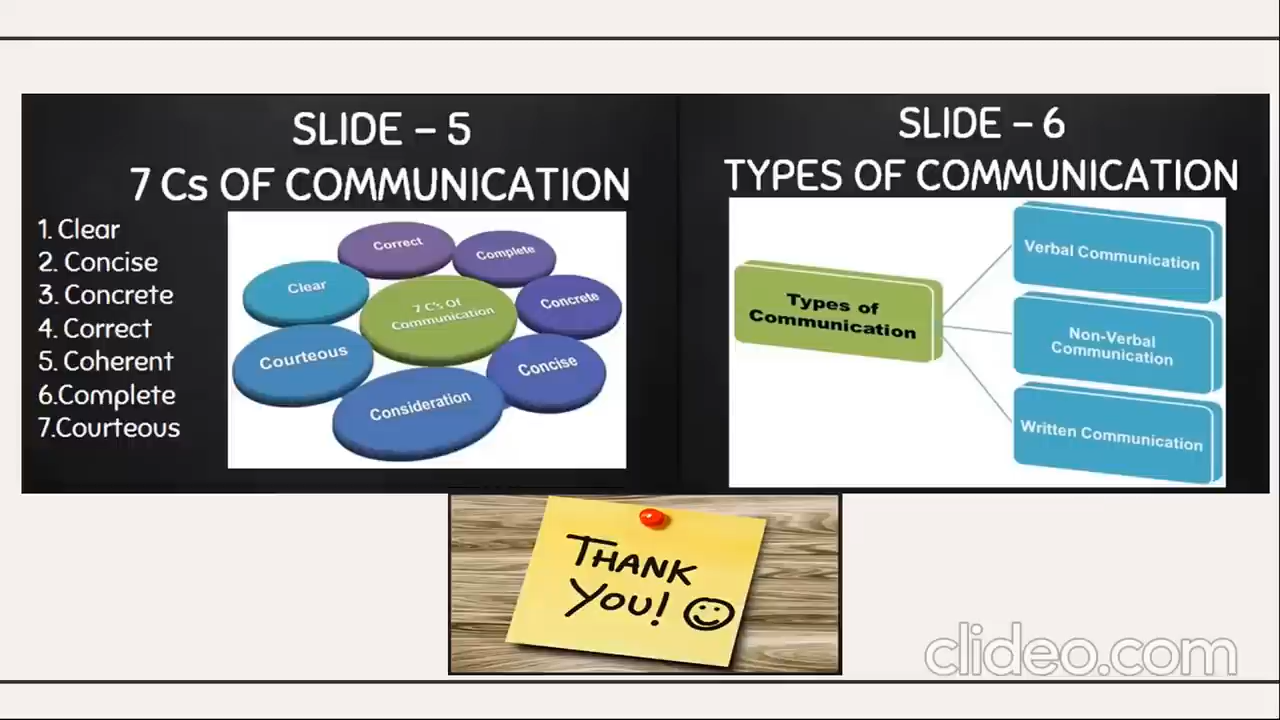 SLIDE – 5
7 Cs OF COMMUNICATION
1. Clear
2. Concise
3. Concrete
4. Correct
5. Coherent
6.Complete
7.Courteous
Correct
Complete
Clear
7 C's Of
Communication
Concrete
Courteous
Concise
Consideration
SLIDE – 6
TYPES OF COMMUNICATION
Types of
Communication
Verbal Communication
Non-Verbal
Communication
Written Communication
THANK
YOU!
clideo.com